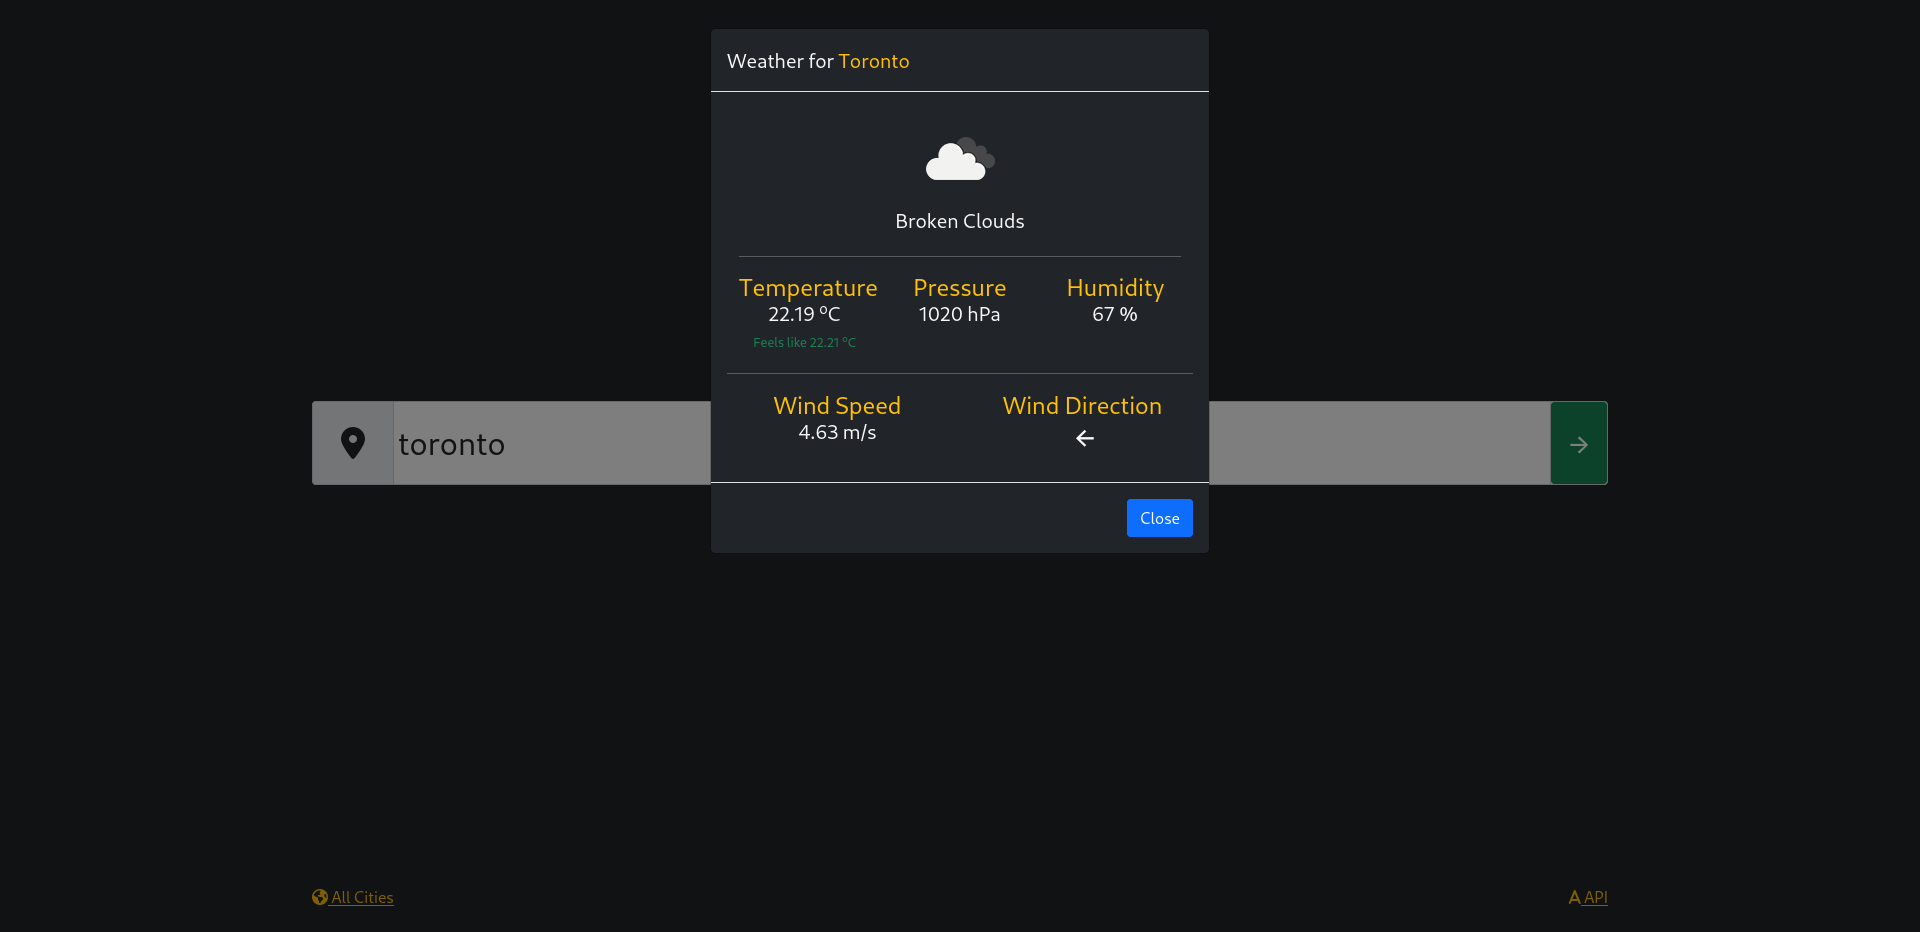 Weather for Toronto
Broken Clouds
Temperature Pressure Humidity
22.19 °C 1020 hPa 67 %
Feels like 22.21 °C
Wind Speed Wind Direction
4.63 m/s
toronto
Close
All Cities
API